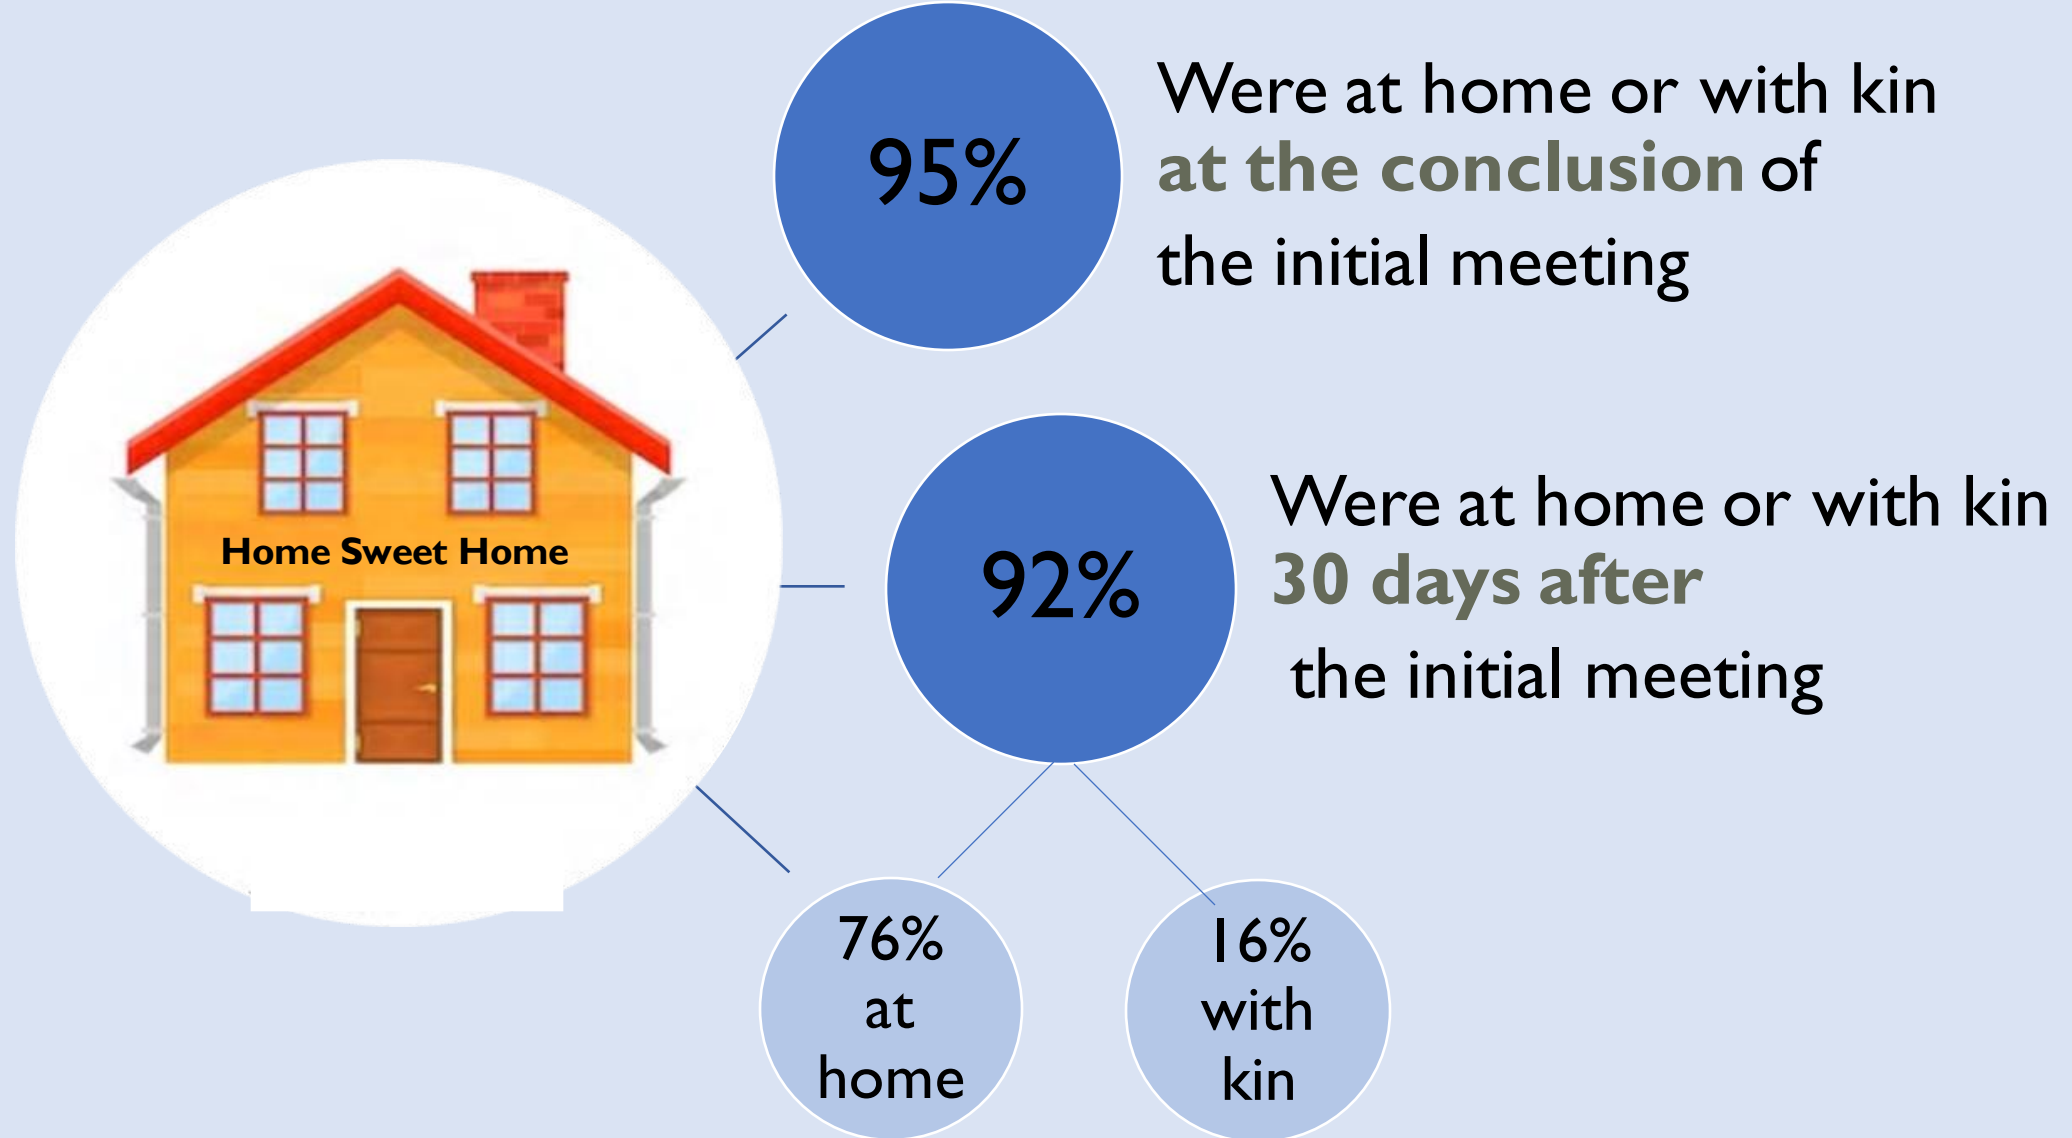 95%
Were at home or with kin
at the conclusion of
the initial meeting
Home Sweet Home
92%
Were at home or with kin
30 days after
the initial meeting
76%
at
home
16%
with
kin